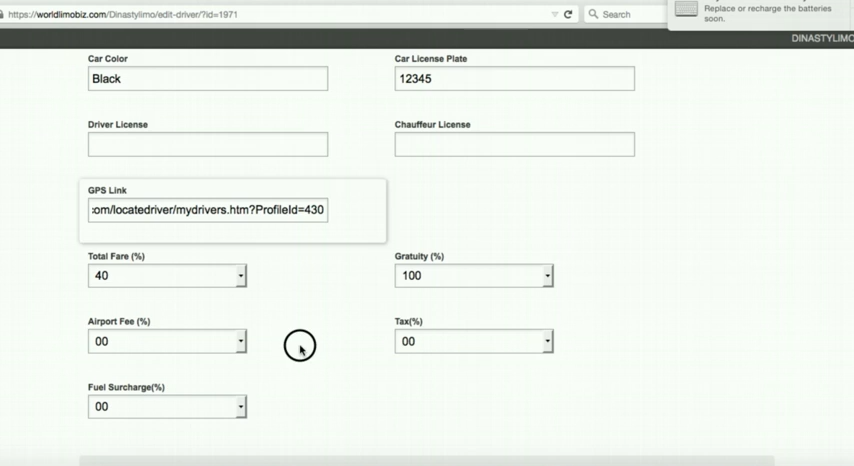 https://worldlimobiz.com/Dinastylimo/edit-driver/?id=1971
Search
Replace or recharge the batteries
soon.
DINASTYLIMO
Car Color
Car License Plate
Black
12345
Driver License
Chauffeur License
GPS Link
:om/locatedriver/mydrivers.htm?ProfileId=430
Total Fare (%)
Gratuity (%)
40
100
Airport Fee (%)
Tax(%)
00
00
Fuel Surcharge(%)
00